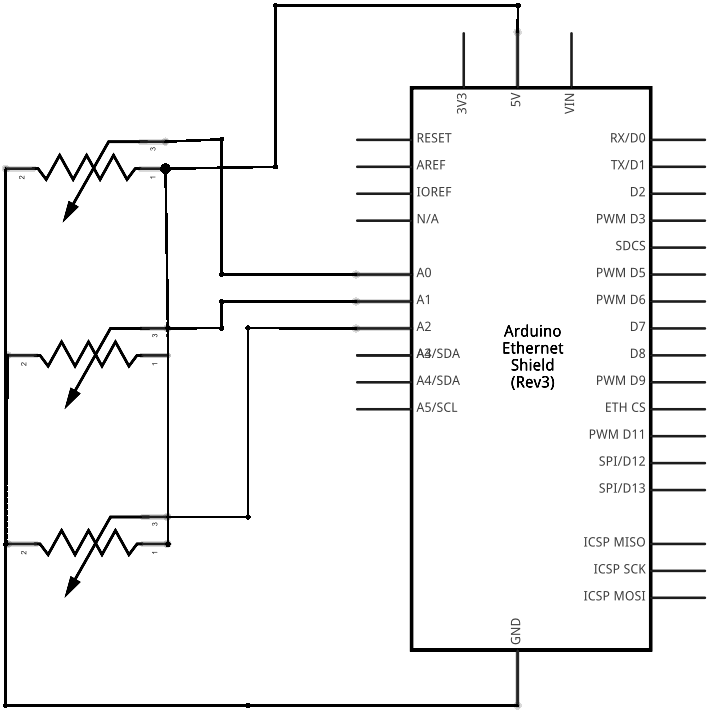 3V3
5V
VIN
RESET
AREF
IOREF
N/A
A0
A1
A2
A3/SDA
A4/SDA
A5/SCL
Arduino
Ethernet
Shield
(Rev3)
RX/D0
TX/D1
D2
PWM D3
SDCS
PWM D5
PWM D6
D7
D8
PWM D9
ETH CS
PWM D11
SPI/D12
SPI/D13
ICSP MISO
ICSP SCK
ICSP MOSI
GND
3
2
1
3
2
1
3
2
1